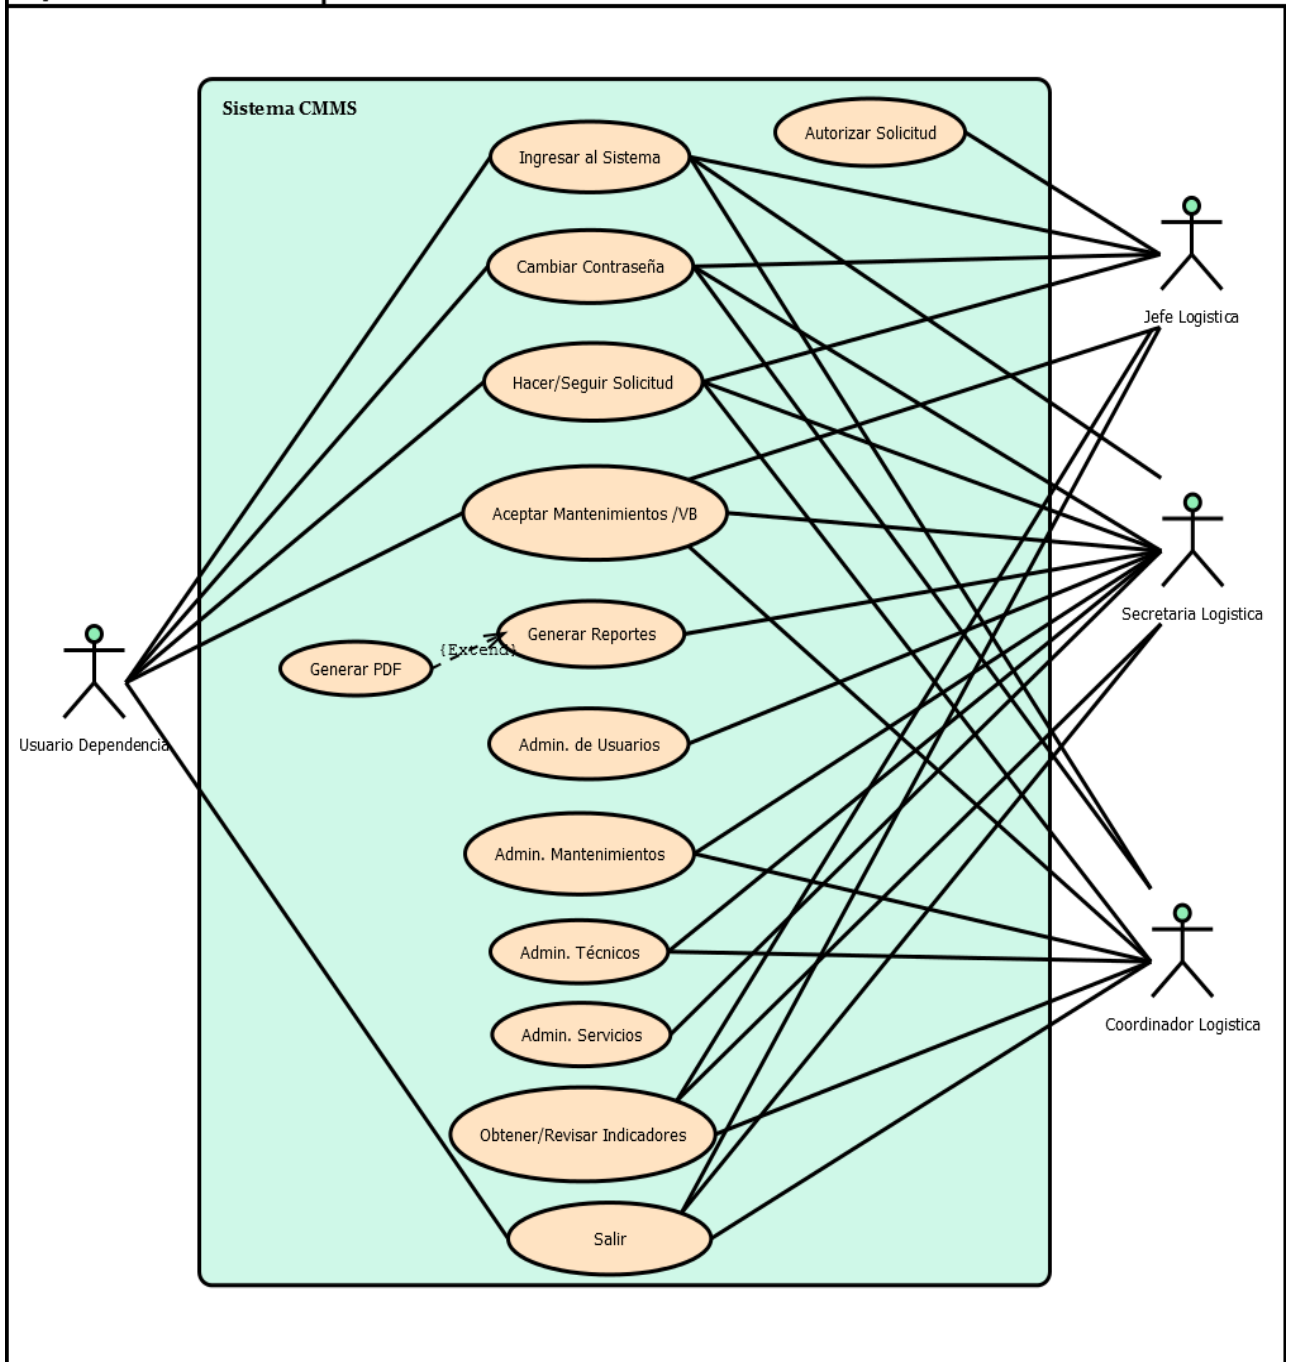 Sistema CMMS
Autorizar Solicitud
Ingresar al Sistema
Cambiar Contraseña
Jefe Logistica
Hacer/Seguir Solicitud
Aceptar Mantenimientos /VB
Secretaria Logistica
Generar Reportes
{Extend}
Generar PDF
Usuario Dependencia
Admin. de Usuarios
Admin. Mantenimientos
Admin. Técnicos
Coordinador Logistica
Admin. Servicios
Obtener/Revisar Indicadores
Salir